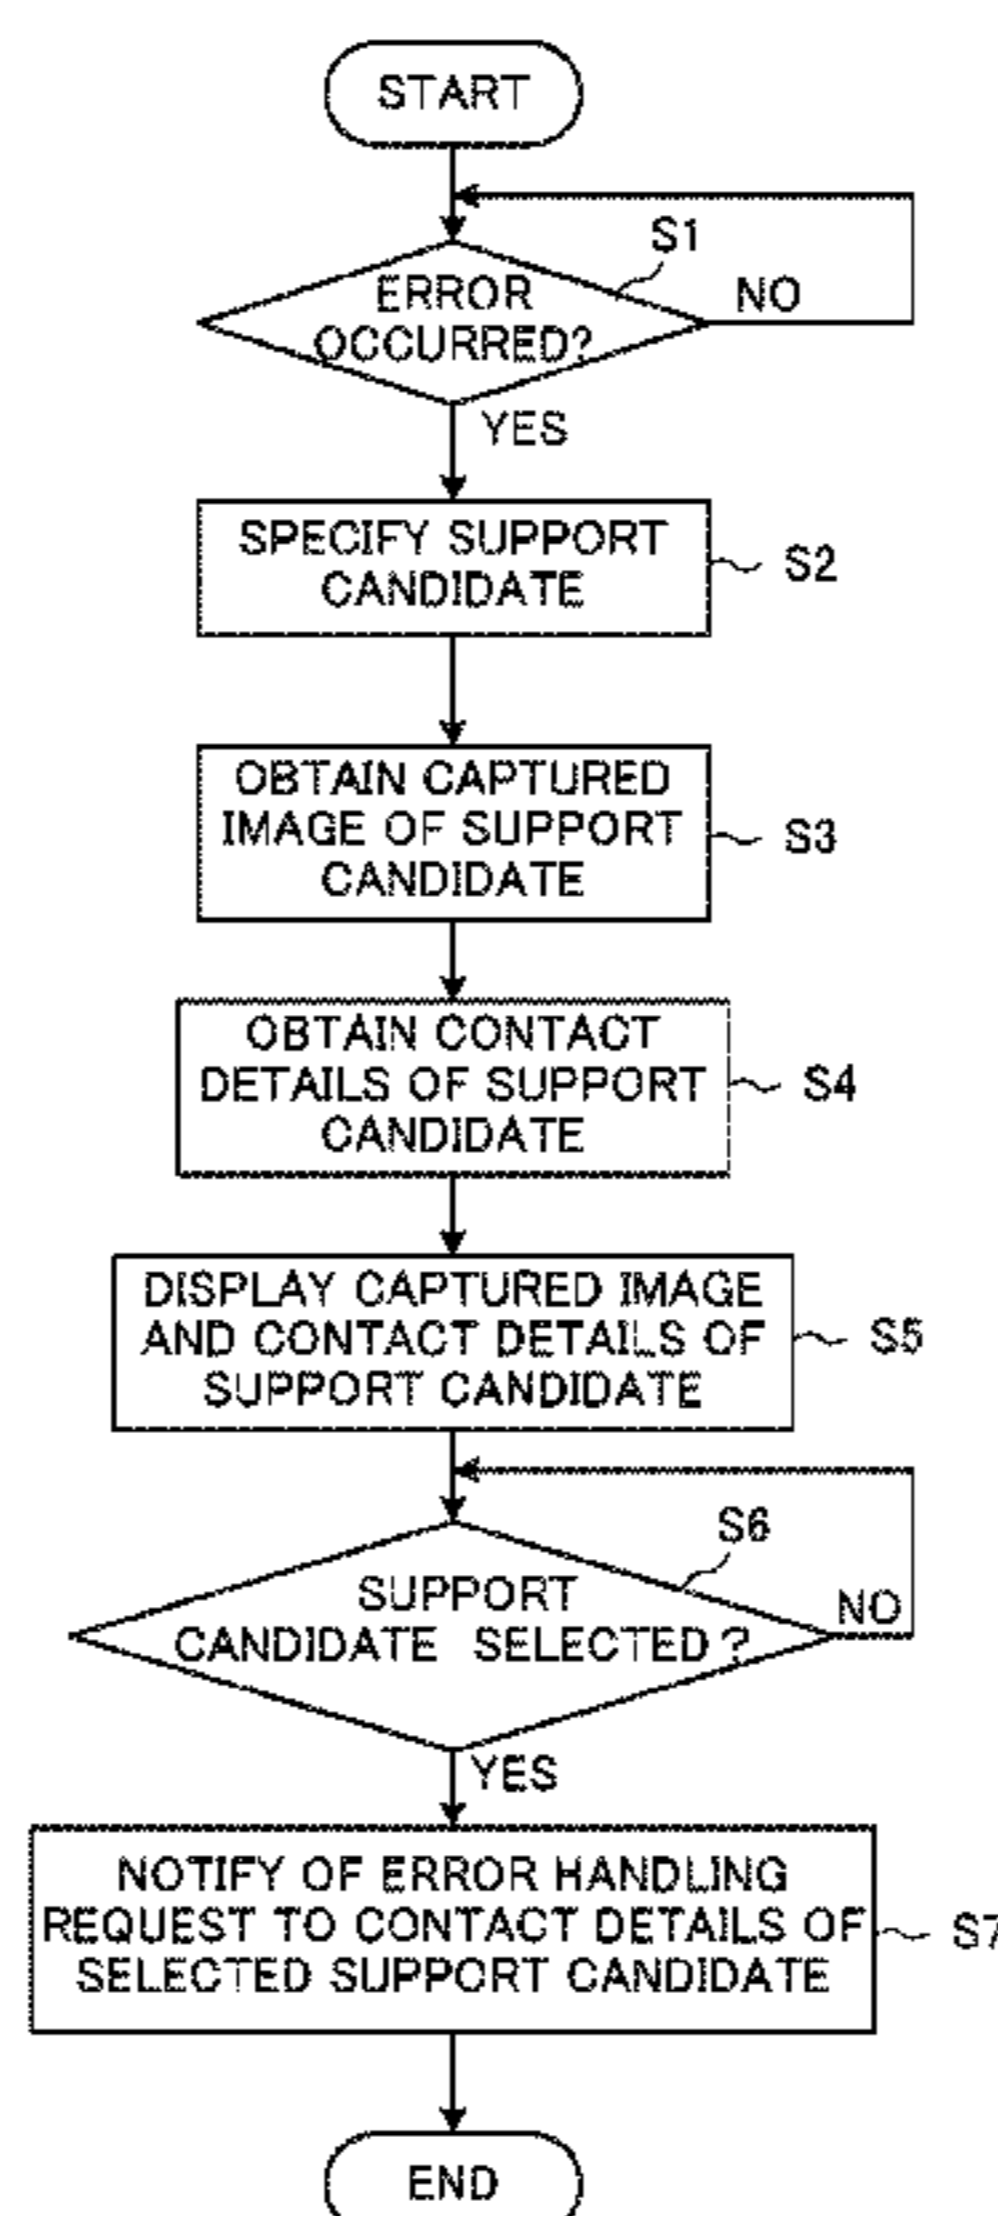 START
S1
ERROR
OCCURRED?
NO
YES
SPECIFY SUPPORT
CANDIDATE
S2
OBTAIN CAPTURED
IMAGE OF SUPPORT
CANDIDATE
S3
OBTAIN CONTACT
DETAILS OF SUPPORT
CANDIDATE
S4
DISPLAY CAPTURED IMAGE
AND CONTACT DETAILS OF
SUPPORT CANDIDATE
S5
S6
SUPPORT
CANDIDATE SELECTED?
NO
YES
NOTIFY OF ERROR HANDLING
REQUEST TO CONTACT DETAILS OF
SELECTED SUPPORT CANDIDATE
S7
END